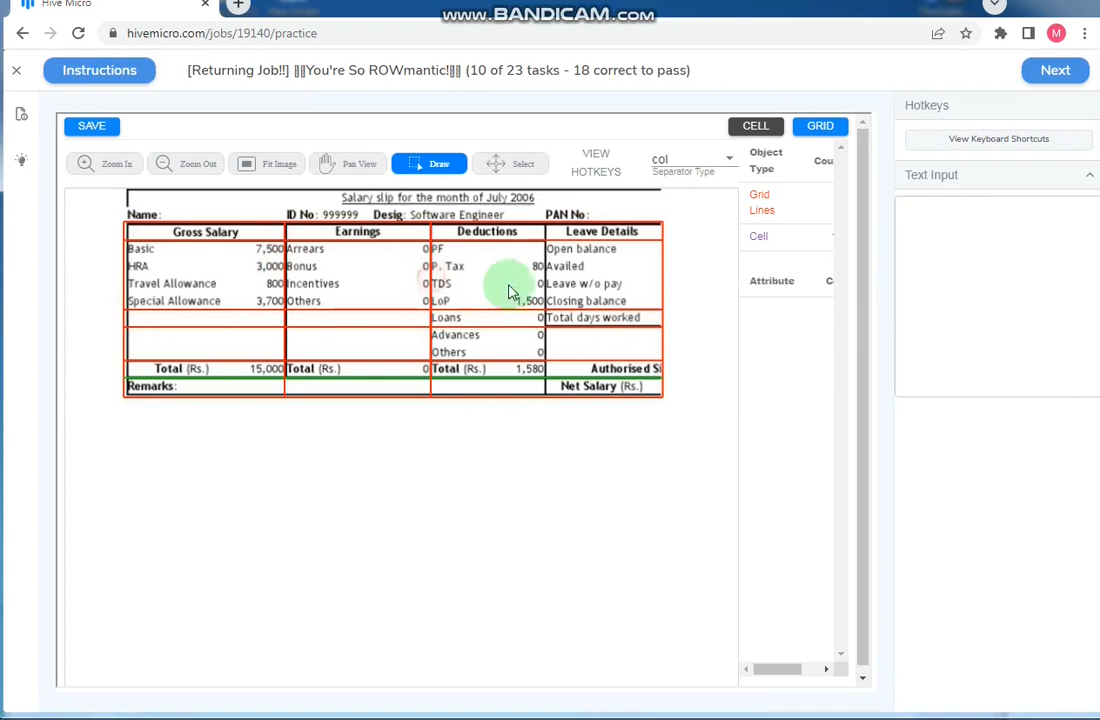 Hive Micro
www.BANDICAM.com
hivemicro.com/jobs/19140/practice
M
Instructions
[Returning Job!!] You're So ROWmantic! (10 of 23 tasks - 18 correct to pass)
Next
Hotkeys
View Keyboard Shortcuts
Text Input
SAVE
CELL
GRID
Zoom In
Zoom Out
Fit Image
Pan View
Draw
Select
VIEW
HOTKEYS
col
Separator Type
Object
Type
Cou
Grid
Lines
Cell
Attribute
C
Salary slip for the month of July 2006
Name: ID No: 999999 Desig: Software Engineer PAN No:
Gross Salary Earnings Deductions Leave Details
Basic 7,500 Arrears 0 PF Open balance
HRA 3,000 Bonus 0 P. Tax 80 Availed
Travel Allowance 800 Incentives 0 TDS 0 Leave w/o pay
Special Allowance 3,700 Others 0 LoP 1,500 Closing balance
Loans 0 Total days worked
Advances 0
Others 0
Total (Rs.) 15,000 Total (Rs.) 0 Total (Rs.) 1,580 Authorised Si
Remarks: Net Salary (Rs.)